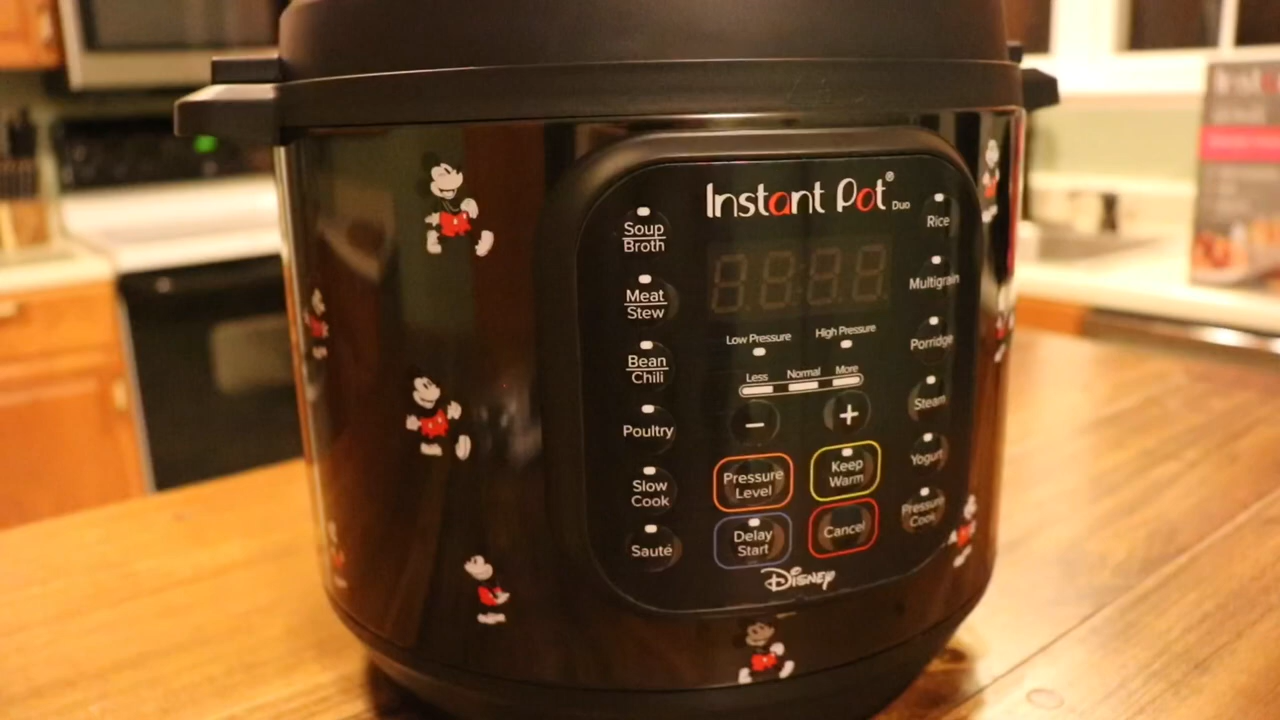 Instant Pot® Duo
Soup
Broth
Meat
Stew
Bean
Chili
Poultry
Slow
Cook
Sauté
Low Pressure
High Pressure
Less
Normal
More
−
+
Pressure
Level
Keep
Warm
Delay
Start
Cancel
Disney
Rice
Multigrain
Porridge
Steam
Yogurt
Pressure
Cook